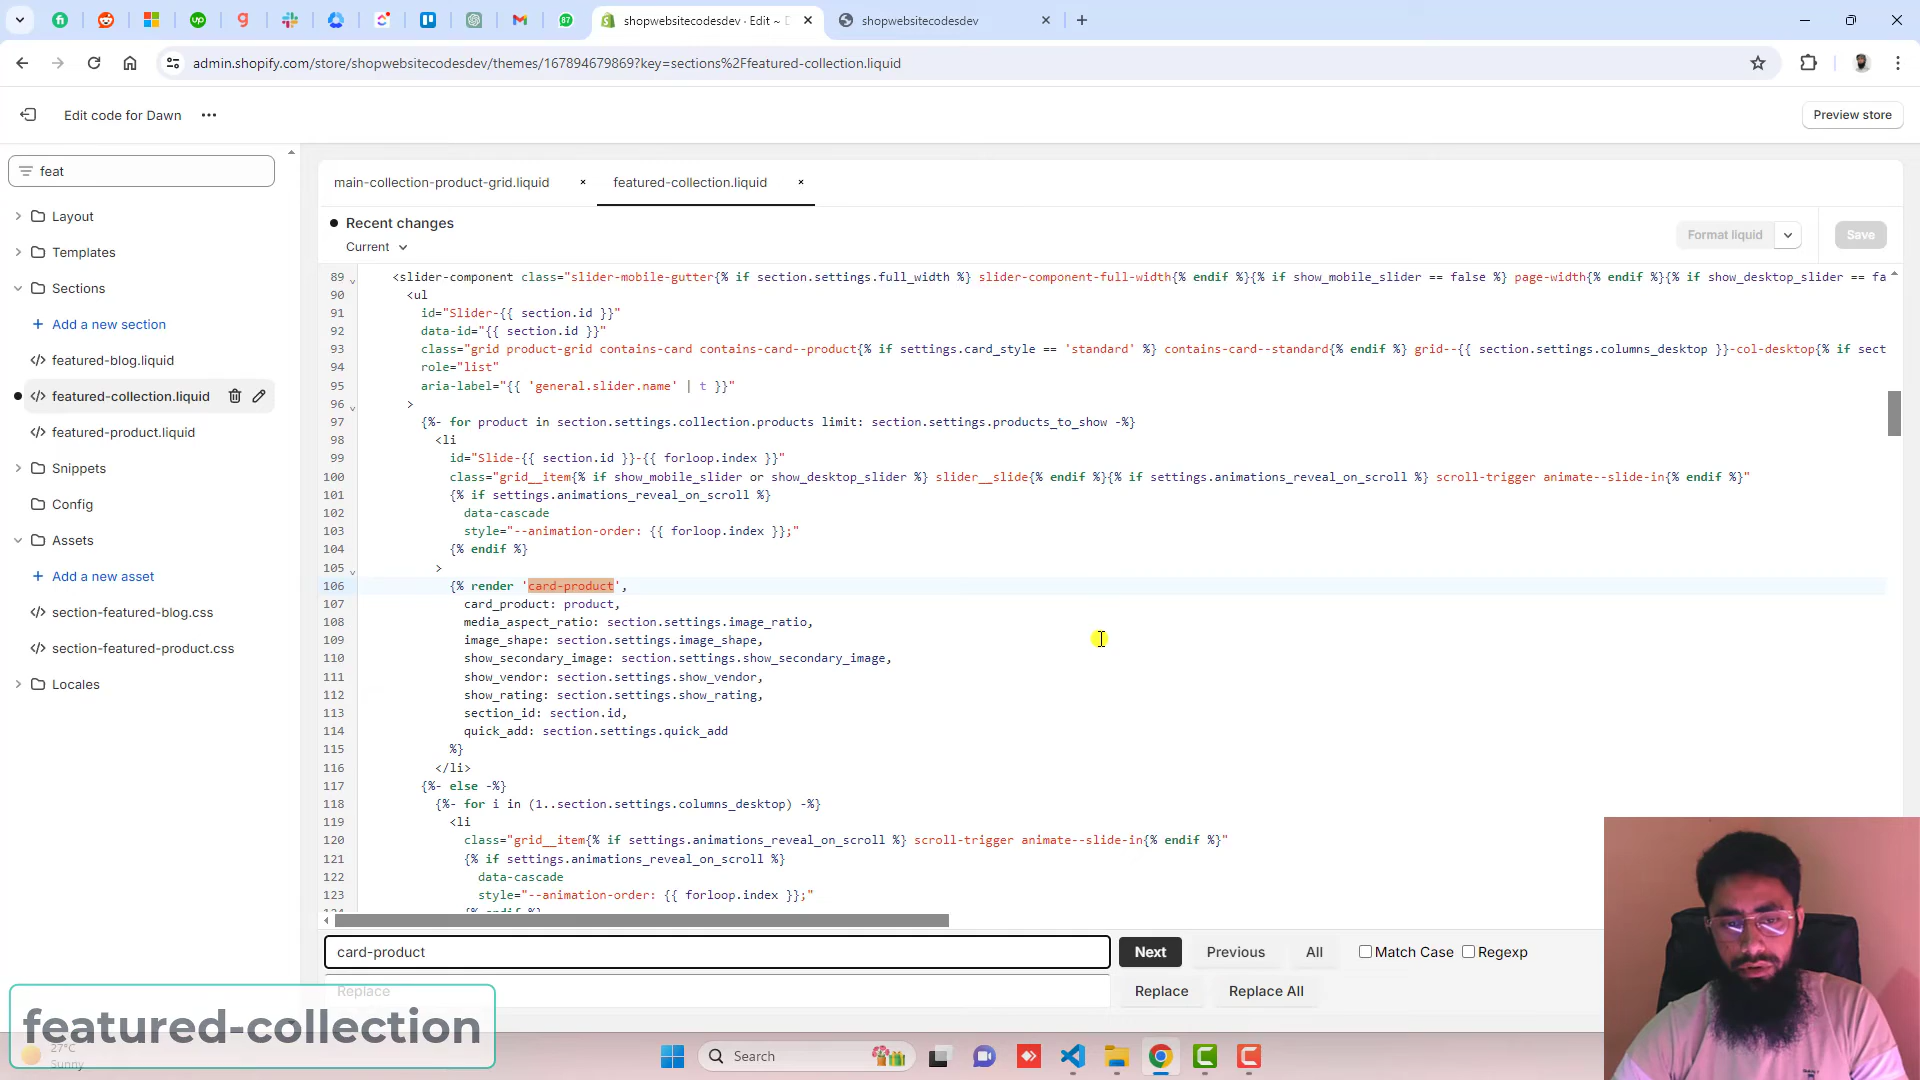 shopwebsitecodesdev · Edit ~ D
shopwebsitecodesdev
admin.shopify.com/store/shopwebsitecodesdev/themes/167894679869?key=sections%2Ffeatured-collection.liquid
Edit code for Dawn
Preview store
feat
Layout
Templates
Sections
Add a new section
featured-blog.liquid
featured-collection.liquid
featured-product.liquid
Snippets
Config
Assets
Add a new asset
section-featured-blog.css
section-featured-product.css
Locales
main-collection-product-grid.liquid
featured-collection.liquid
Recent changes
Current
Format liquid
Save
89 <slider-component class="slider-mobile-gutter{% if section.settings.full_width %} slider-component-full-width{% endif %}{% if show_mobile_slider == false %} page-width{% endif %}{% if show_desktop_slider == fa
90 <ul
91 id="Slider-{{ section.id }}"
92 data-id="{{ section.id }}"
93 class="grid product-grid contains-card contains-card--product{% if settings.card_style == 'standard' %} contains-card--standard{% endif %} grid--{{ section.settings.columns_desktop }}-col-desktop{% if sect
94 role="list"
95 aria-label="{{ 'general.slider.name' | t }}"
96 >
97 {%- for product in section.settings.collection.products limit: section.settings.products_to_show -%}
98 <li
99 id="Slide-{{ section.id }}-{{ forloop.index }}"
100 class="grid__item{% if show_mobile_slider or show_desktop_slider %} slider__slide{% endif %}{% if settings.animations_reveal_on_scroll %} scroll-trigger animate--slide-in{% endif %}"
101 {% if settings.animations_reveal_on_scroll %}
102 data-cascade
103 style="--animation-order: {{ forloop.index }};"
104 {% endif %}
105 >
106 {% render 'card-product',
107 card_product: product,
108 media_aspect_ratio: section.settings.image_ratio,
109 image_shape: section.settings.image_shape,
110 show_secondary_image: section.settings.show_secondary_image,
111 show_vendor: section.settings.show_vendor,
112 show_rating: section.settings.show_rating,
113 section_id: section.id,
114 quick_add: section.settings.quick_add
115 %}
116 </li>
117 {%- else -%}
118 {%- for i in (1..section.settings.columns_desktop) -%}
119 <li
120 class="grid__item{% if settings.animations_reveal_on_scroll %} scroll-trigger animate--slide-in{% endif %}"
121 {% if settings.animations_reveal_on_scroll %}
122 data-cascade
123 style="--animation-order: {{ forloop.index }};"
card-product
Next
Previous
All
Match Case
Regexp
Replace
Replace
Replace All
featured-collection
27°C
Sunny
Search